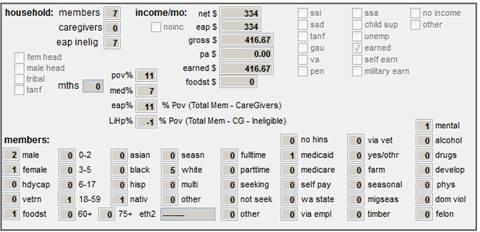 household: members 7 income/mo: net $ 334 ssi ssa no income
caregivers 0 noinc eap $ 334 ssd child sup other
eap inelig 7 gross $ 416.67 tanf unemp
fem head pa $ 0.00 gau earned
male head earned $ 416.67 va self earn
tribal mths 0 pov% 11 foodst $ 0 pen military earn
tanf med% 7
eap% 11 % Pov (Total Mem - CareGivers)
LiHp% -1 % Pov (Total Mem - CG - Ineligible)
1 mental
members: 0 no hins 0 via vet 0 alcohol
2 male 0 0-2 0 asian 0 seasn 0 fulltime 1 medicaid 0 yes/othr 0 drugs
1 female 0 3-5 0 black 5 white 0 parttime 0 medicare 0 farm 0 develop
0 hdycap 0 6-17 0 hisp 0 multi 0 seeking 0 self pay 0 seasonal 0 phys
0 vetrn 1 18-59 1 nativ 0 other 0 not seek 0 wa state 0 migrant 0 dom viol
1 foodst 0 60+ 0 75+ eth2 ------- 0 other 0 via empl 0 timber 0 felon